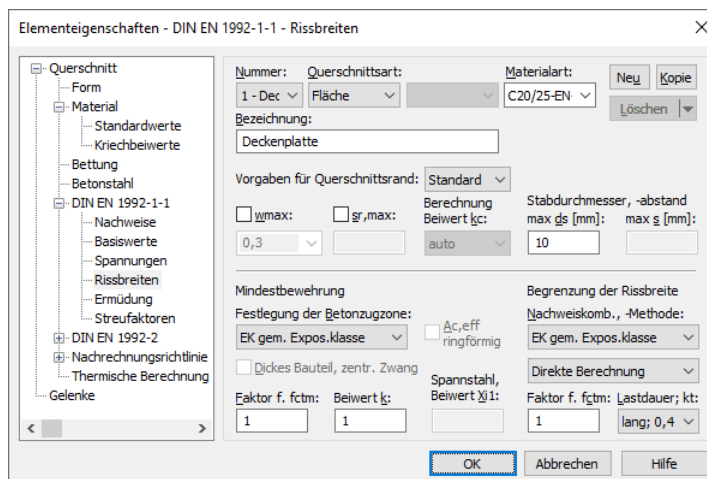 Elementeigenschaften - DIN EN 1992-1-1 - Rissbreiten
Querschnitt
Form
Material
Standardwerte
Kriechbeiwerte
Bettung
Betonstahl
DIN EN 1992-1-1
Nachweise
Basiswerte
Spannungen
Rissbreiten
Ermüdung
Streufaktoren
DIN EN 1992-2
Nachrechnungsrichtlinie
Thermische Berechnung
Gelenke
Nummer: Querschnittsart: Materialart:
1 - Dec Fläche C20/25-EN
Neu Kopie
Löschen
Bezeichnung:
Deckenplatte
Vorgaben für Querschnittsrand: Standard
wmax: sr,max: Berechnung Beiwert kc: Stabdurchmesser, -abstand
max ds [mm]: max s [mm]:
0,3 auto 10
Mindestbewehrung
Festlegung der Betonzugzone:
EK gem. Expos.klasse
Ac,eff
ringförmig
Dickes Bauteil, zentr. Zwang
Faktor f. fctm: Beiwert k: Spannstahl,
Beiwert Xi1:
1 1
Begrenzung der Rissbreite
Nachweiskomb., -Methode:
EK gem. Expos.klasse
Direkte Berechnung
Faktor f. fctm: Lastdauer; kt:
1 lang; 0,4
OK Abbrechen Hilfe